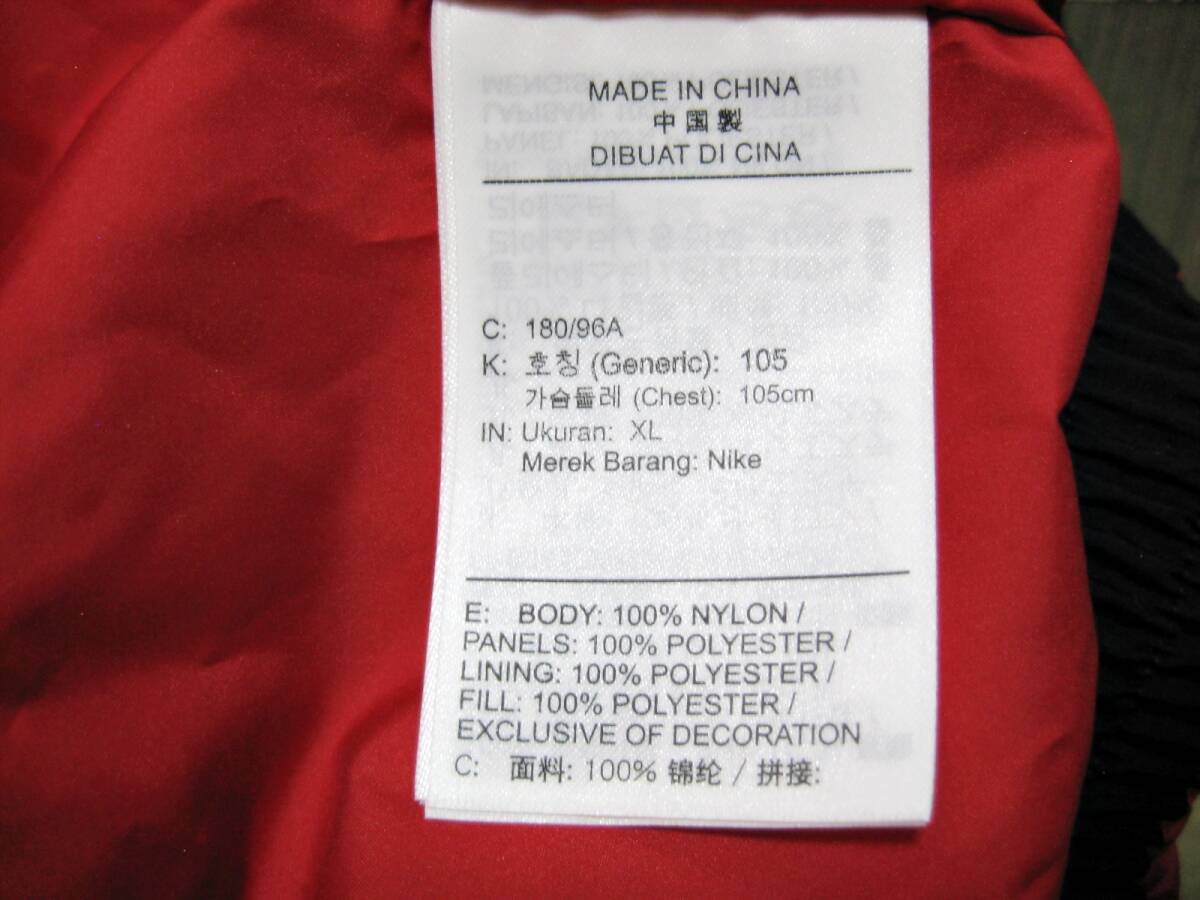 MADE IN CHINA
中国製
DIBUAT DI CINA
C: 180/96A
K: 호칭 (Generic): 105
가슴둘레 (Chest): 105cm
IN: Ukuran: XL
Merek Barang: Nike
E: BODY: 100% NYLON /
PANELS: 100% POLYESTER /
LINING: 100% POLYESTER /
FILL: 100% POLYESTER /
EXCLUSIVE OF DECORATION
C: 面料: 100% 锦纶 / 拼接: